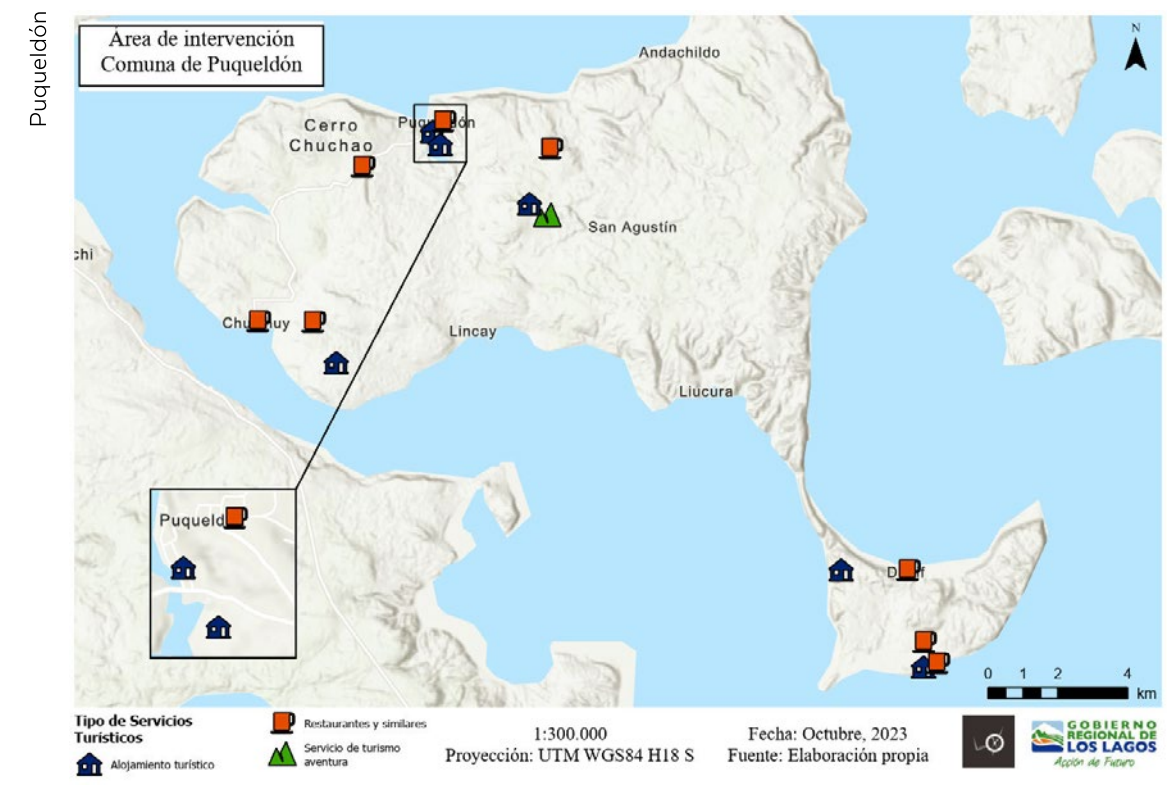 Puqueldón
Área de intervención
Comuna de Puqueldón
N
Andachildo
Cerro
Chuchao
San Agustín
chi
Lincay
Liucura
Puqueld
0 1 2 4
km
Tipo de Servicios
Turísticos
Alojamiento turístico
Restaurantes y similares
Servicio de turismo
aventura
1:300.000
Proyección: UTM WGS84 H18 S
Fecha: Octubre, 2023
Fuente: Elaboración propia
GOBIERNO
REGIONAL DE
LOS LAGOS
Acción de Futuro